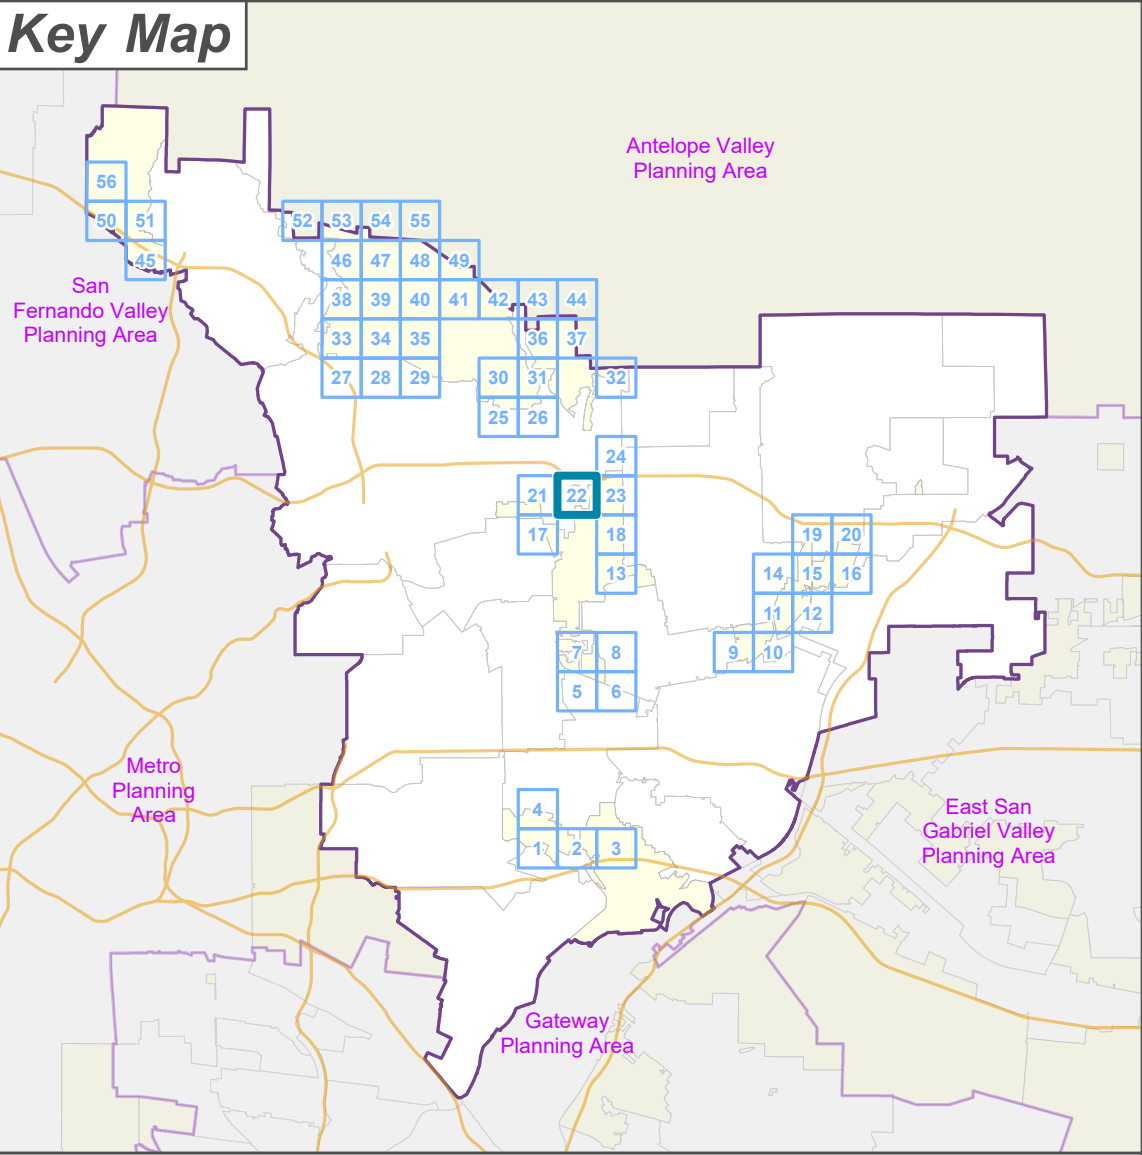 Key Map
Antelope Valley
Planning Area
56
50 51
52 53 54 55
45
46 47 48 49
San
Fernando Valley
Planning Area
38 39 40 41 42 43 44
33 34 35 36 37
27 28 29 30 31 32
25 26
24
21 22 23
17 18 19 20
13 14 15 16
11 12
7 8 9 10
5 6
Metro
Planning
Area
4
East San
Gabriel Valley
Planning Area
1 2 3
Gateway
Planning Area